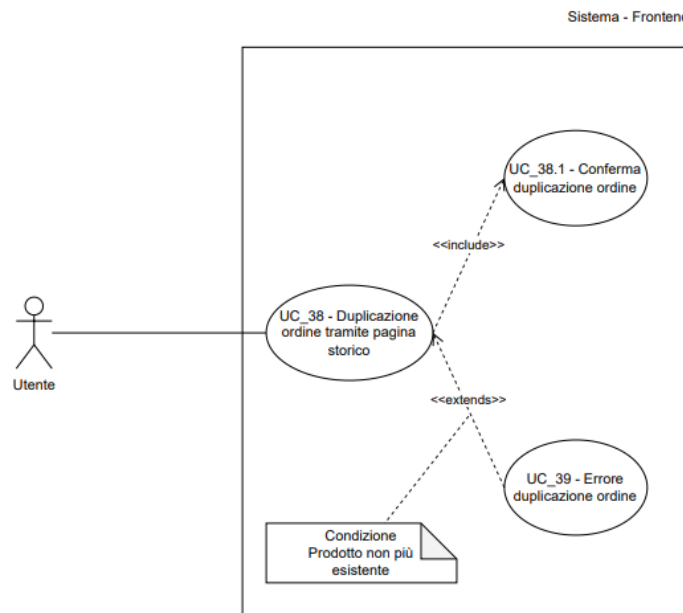 Sistema - Frontend
UC_38.1 - Conferma
duplicazione ordine
<<include>>
UC_38 - Duplicazione
ordine tramite pagina
storico
Utente
<<extends>>
UC_39 - Errore
duplicazione ordine
Condizione
Prodotto non più
esistente